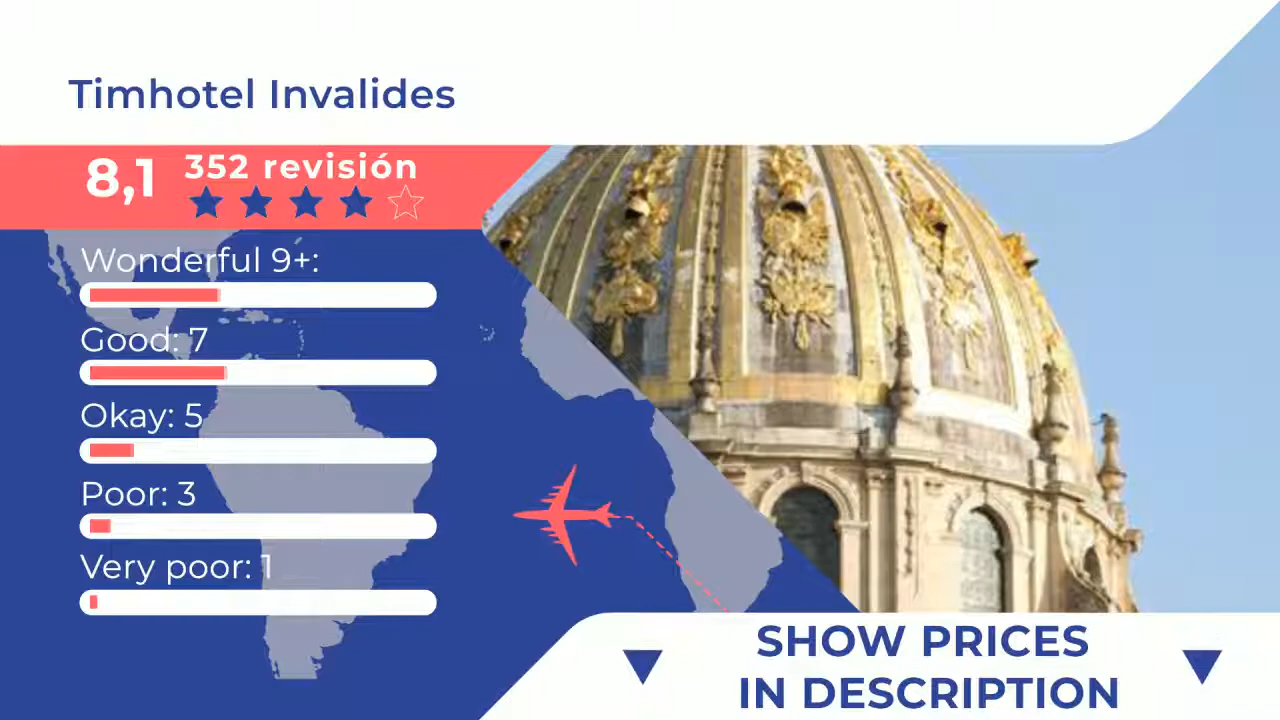 Timhotel Invalides
8,1
352 revisión
Wonderful 9+:
Good: 7
Okay: 5
Poor: 3
Very poor: 1
SHOW PRICES
IN DESCRIPTION